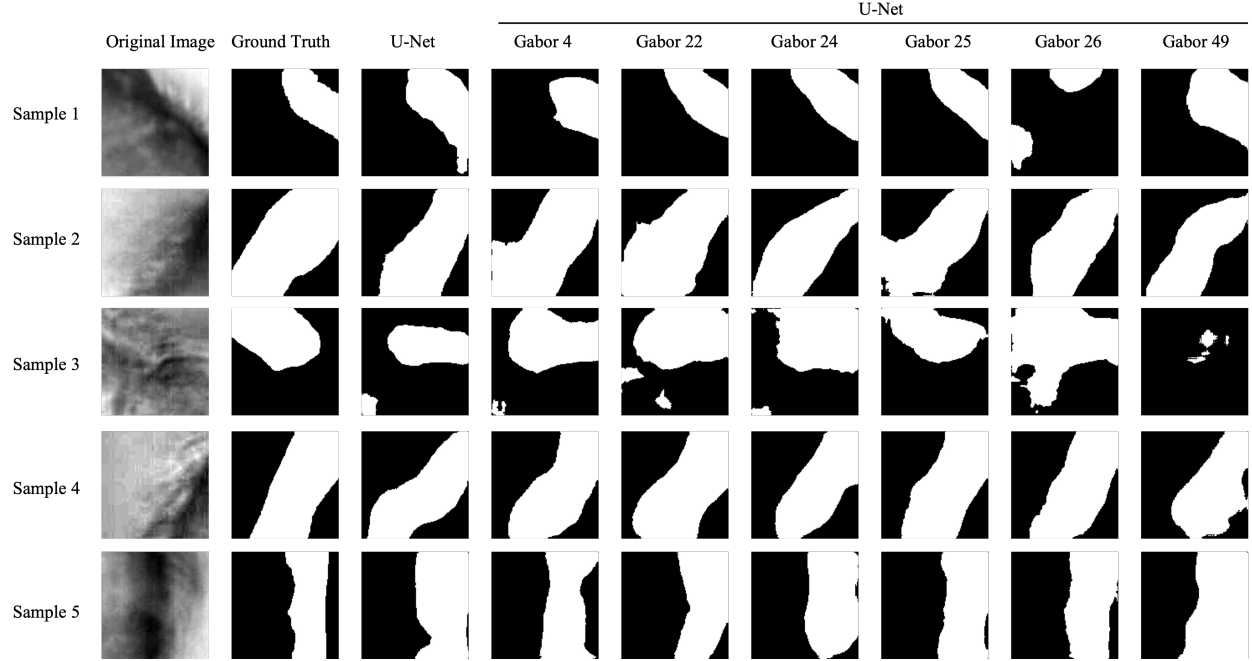 U-Net
Original Image Ground Truth U-Net Gabor 4 Gabor 22 Gabor 24 Gabor 25 Gabor 26 Gabor 49
Sample 1
Sample 2
Sample 3
Sample 4
Sample 5